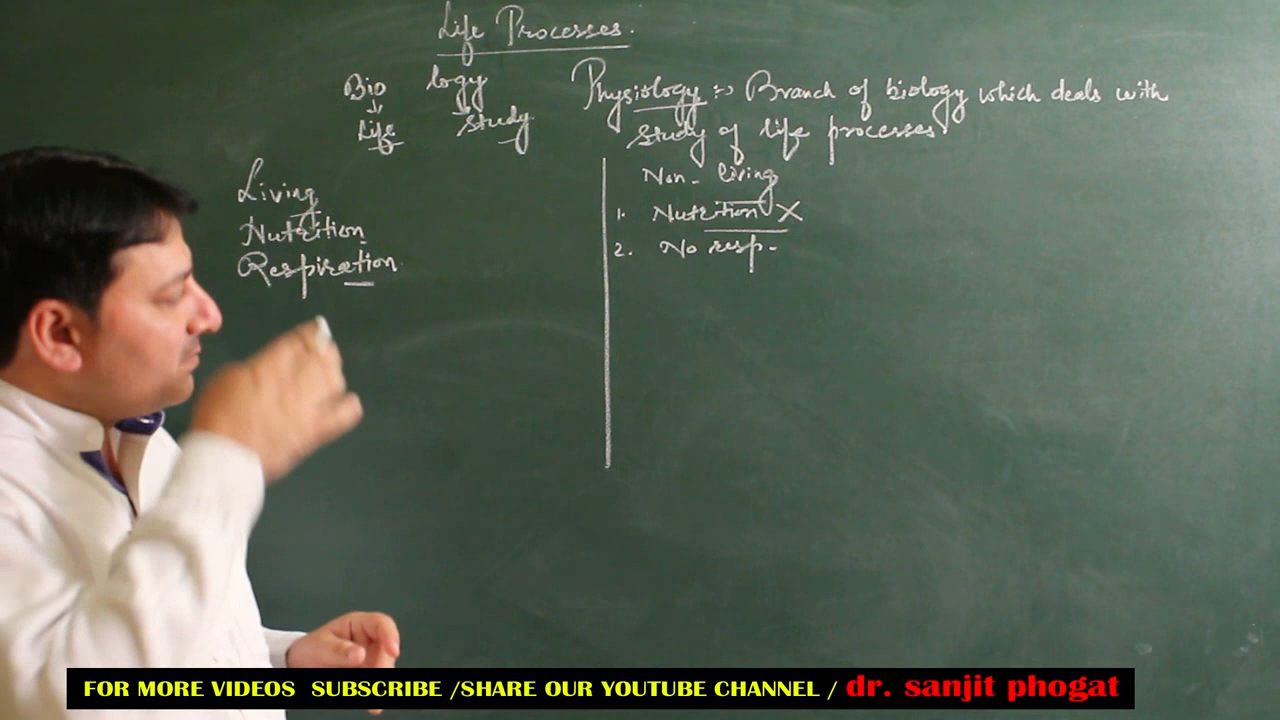 Life Processes.
Bio logy
Life study
Physiology :-> Branch of biology which deals with
study of life processes
Living
Nutrition
Respiration
Non-living
1. Nutrition X
2. No resp.
FOR MORE VIDEOS SUBSCRIBE /SHARE OUR YOUTUBE CHANNEL / dr. sanjit phogat